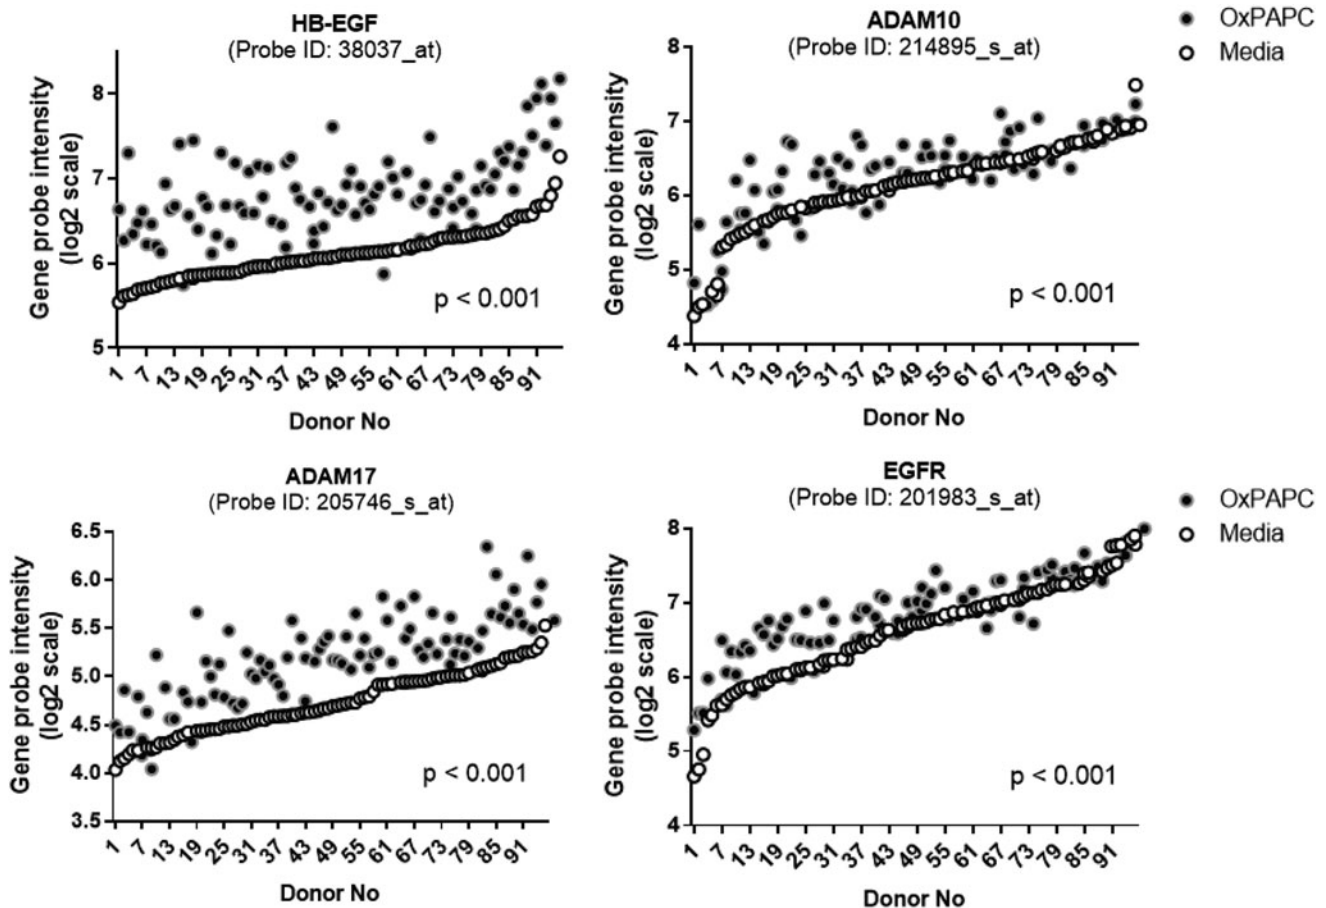 HB-EGF
(Probe ID: 38037_at)
Gene probe intensity
(log2 scale)
8
7
6
5
p < 0.001
1 7 13 19 25 31 37 43 49 55 61 67 73 79 85 91
Donor No
ADAM10
(Probe ID: 214895_s_at)
Gene probe intensity
(log2 scale)
8
7
6
5
4
p < 0.001
1 7 13 19 25 31 37 43 49 55 61 67 73 79 85 91
Donor No
OxPAPC
Media
ADAM17
(Probe ID: 205746_s_at)
Gene probe intensity
(log2 scale)
6.5
6.0
5.5
5.0
4.5
4.0
3.5
p < 0.001
1 7 13 19 25 31 37 43 49 55 61 67 73 79 85 91
Donor No
EGFR
(Probe ID: 201983_s_at)
Gene probe intensity
(log2 scale)
8
7
6
5
4
p < 0.001
1 7 13 19 25 31 37 43 49 55 61 67 73 79 85 91
Donor No
OxPAPC
Media